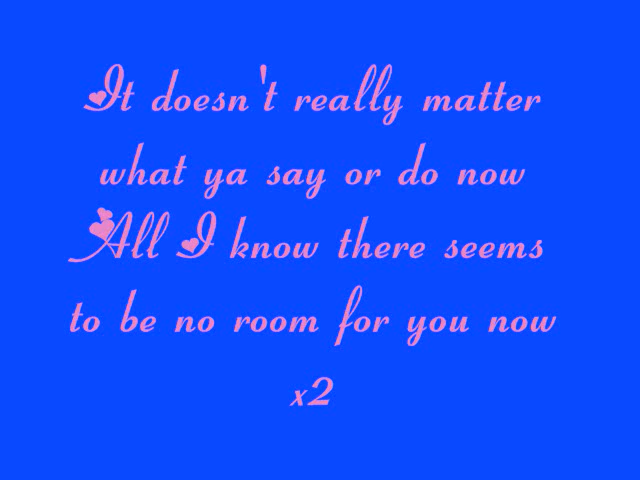 It doesn't really matter
what ya say or do now
All I know there seems
to be no room for you now
x2